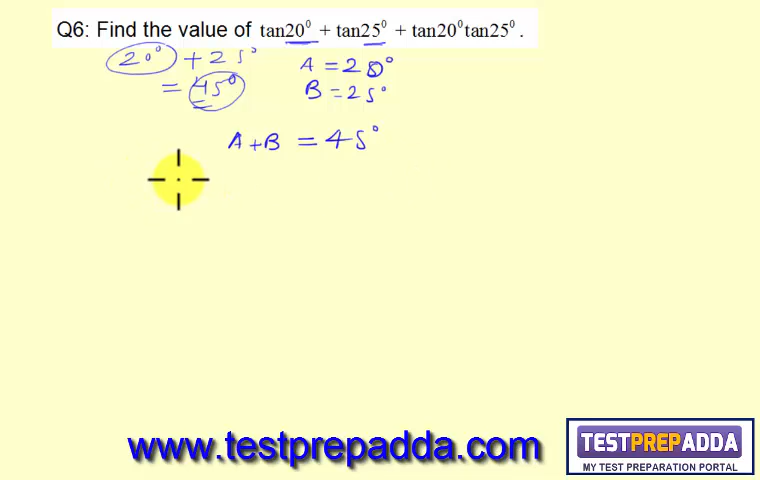 Q6: Find the value of tan20⁰ + tan25⁰ + tan20⁰tan25⁰ .
20° + 25°
= 45°
A = 20°
B = 25°
A+B = 45°
www.testprepadda.com
TESTPREPADDA
MY TEST PREPARATION PORTAL